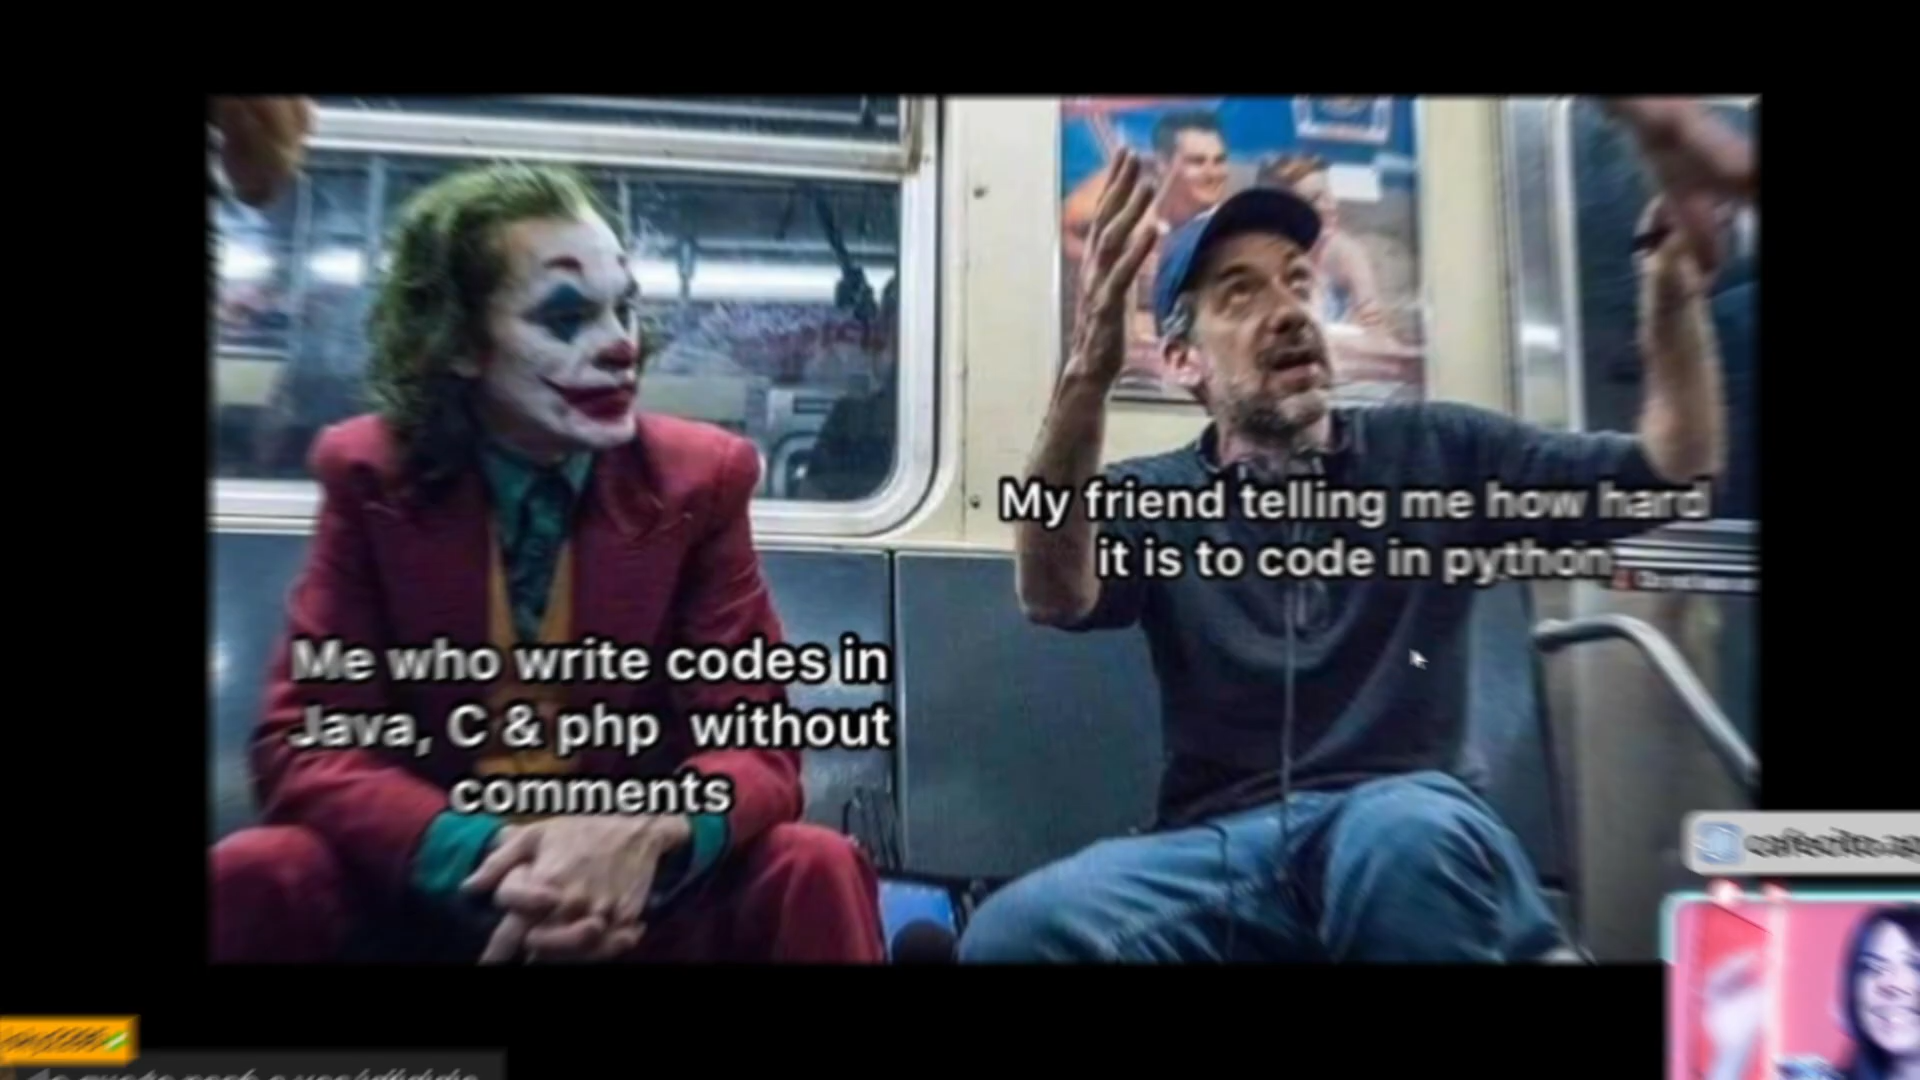 My friend telling me how hard
it is to code in python
Me who write codes in
Java, C & php without
comments